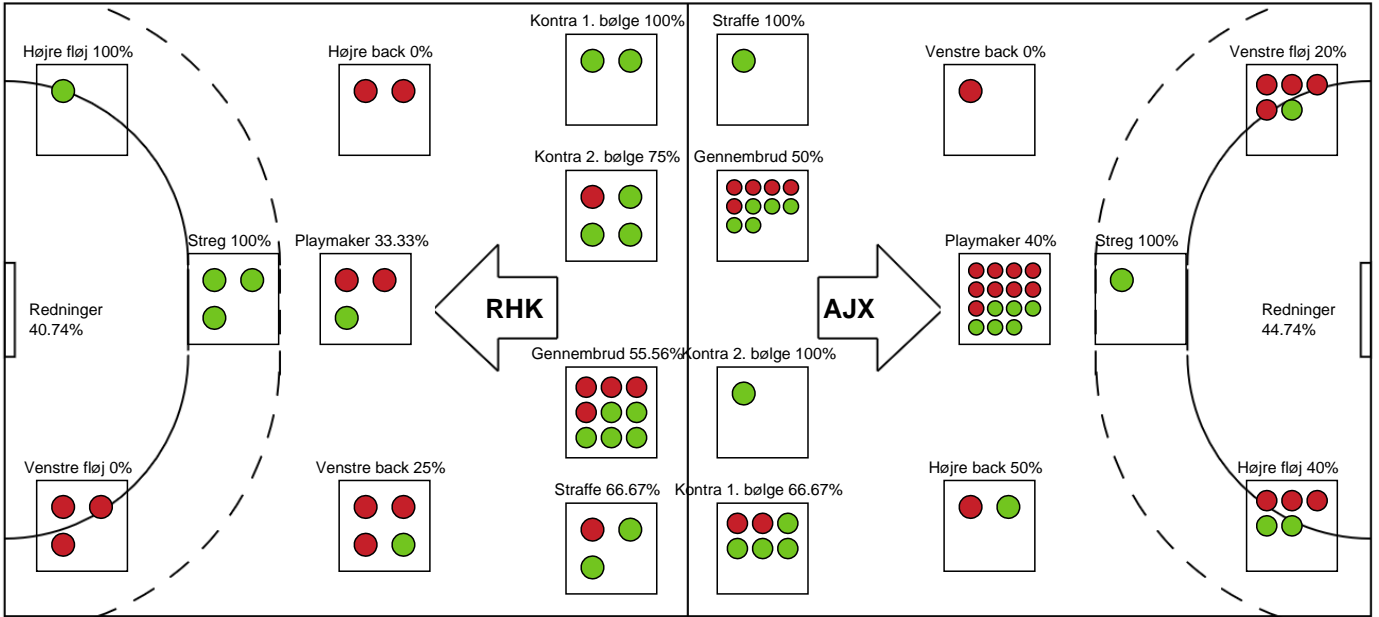 Kontra 1. bølge 100%
Straffe 100%
Højre fløj 100%
Højre back 0%
Venstre back 0%
Venstre fløj 20%
Kontra 2. bølge 75%
Gennembrud 50%
Streg 100%
Playmaker 33.33%
Playmaker 40%
Streg 100%
Redninger
40.74%
RHK
AJX
Redninger
44.74%
Gennembrud 55.56%
Kontra 2. bølge 100%
Venstre fløj 0%
Venstre back 25%
Højre back 50%
Højre fløj 40%
Straffe 66.67%
Kontra 1. bølge 66.67%